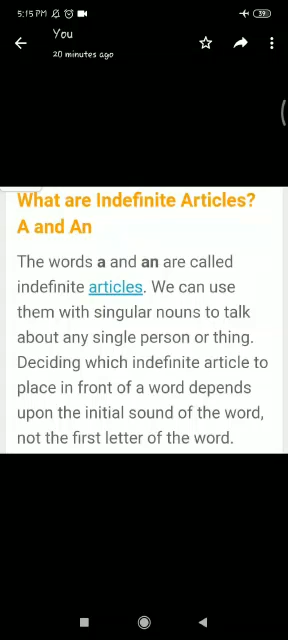 5:15 PM
39
You
20 minutes ago
What are Indefinite Articles?
A and An
The words a and an are called
indefinite articles. We can use
them with singular nouns to talk
about any single person or thing.
Deciding which indefinite article to
place in front of a word depends
upon the initial sound of the word,
not the first letter of the word.